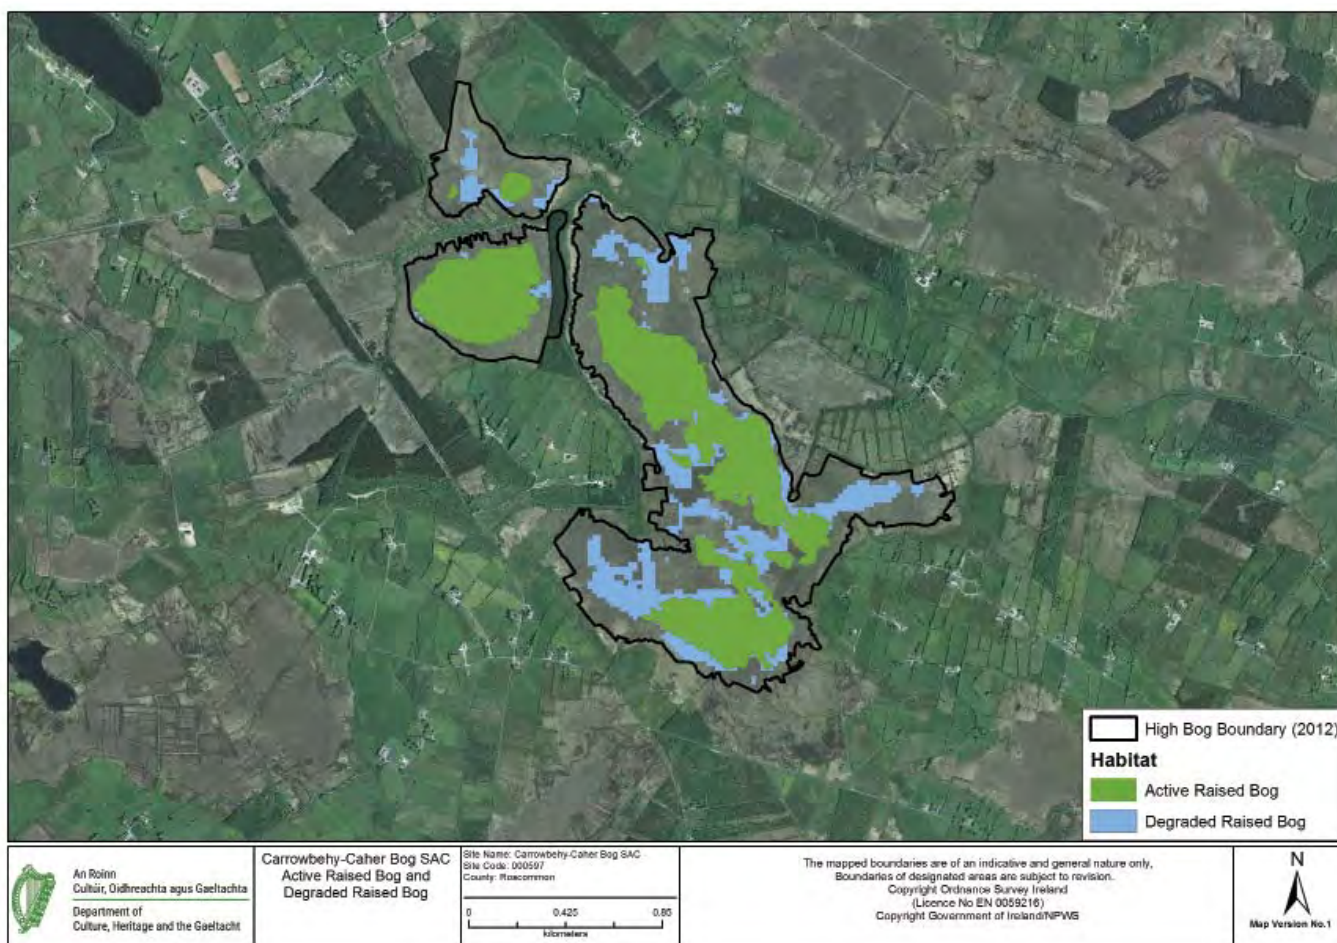 High Bog Boundary (2012)
Habitat
Active Raised Bog
Degraded Raised Bog
An Roinn
Cultúir, Oidhreachta agus Gaeltachta
Department of
Culture, Heritage and the Gaeltacht
Carrowbehy-Caher Bog SAC
Active Raised Bog and
Degraded Raised Bog
Site Name: Carrowbehy-Caher Bog SAC
Site Code: 000597
County: Roscommon
0 0.425 0.85
kilometers
The mapped boundaries are of an indicative and general nature only,
Boundaries of designated areas are subject to revision.
Copyright Ordnance Survey Ireland
(Licence No EN 0059216)
Copyright Government of Ireland/NPWS
N
Map Version No.1